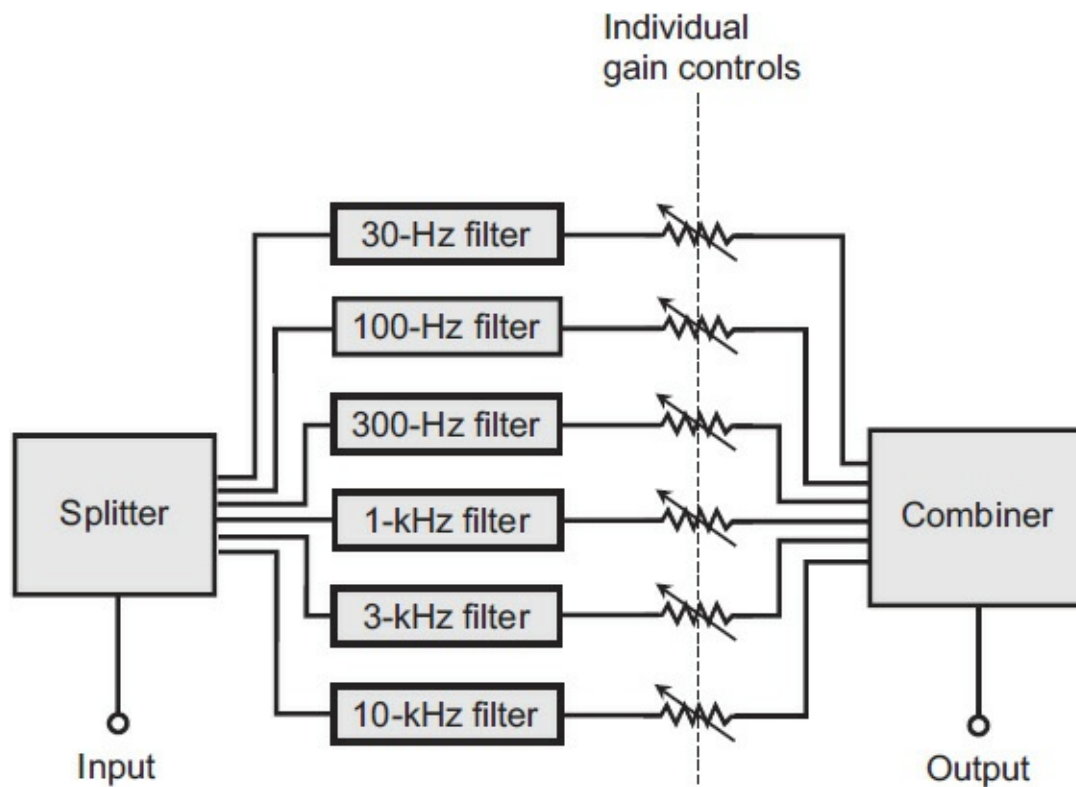 Individual
gain controls
30-Hz filter
100-Hz filter
300-Hz filter
Splitter
1-kHz filter
Combiner
3-kHz filter
10-kHz filter
Input
Output